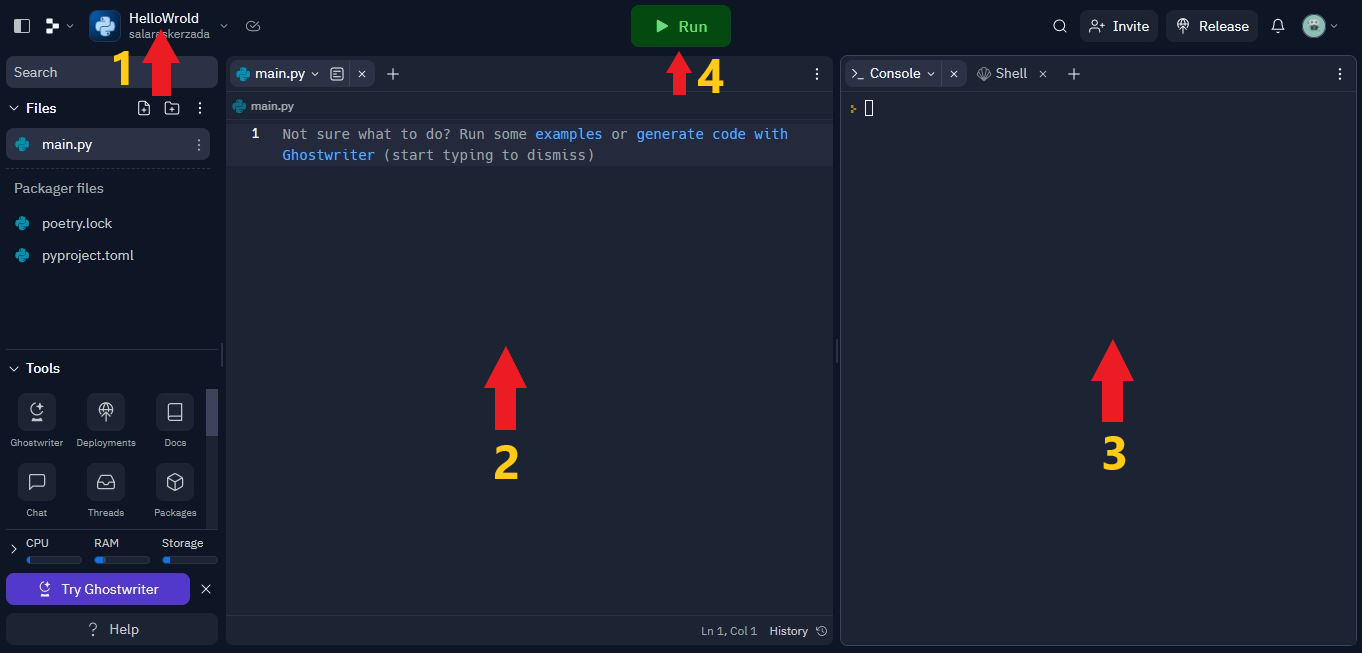 HelloWrold
salaraskerzada
Run
Invite
Release
1
4
Search
main.py
Console
Shell
Files
main.py
main.py
1 Not sure what to do? Run some examples or generate code with
Ghostwriter (start typing to dismiss)
Packager files
poetry.lock
pyproject.toml
Tools
Ghostwriter Deployments Docs
Chat Threads Packages
CPU RAM Storage
Try Ghostwriter
Help
2
3
Ln 1, Col 1 History